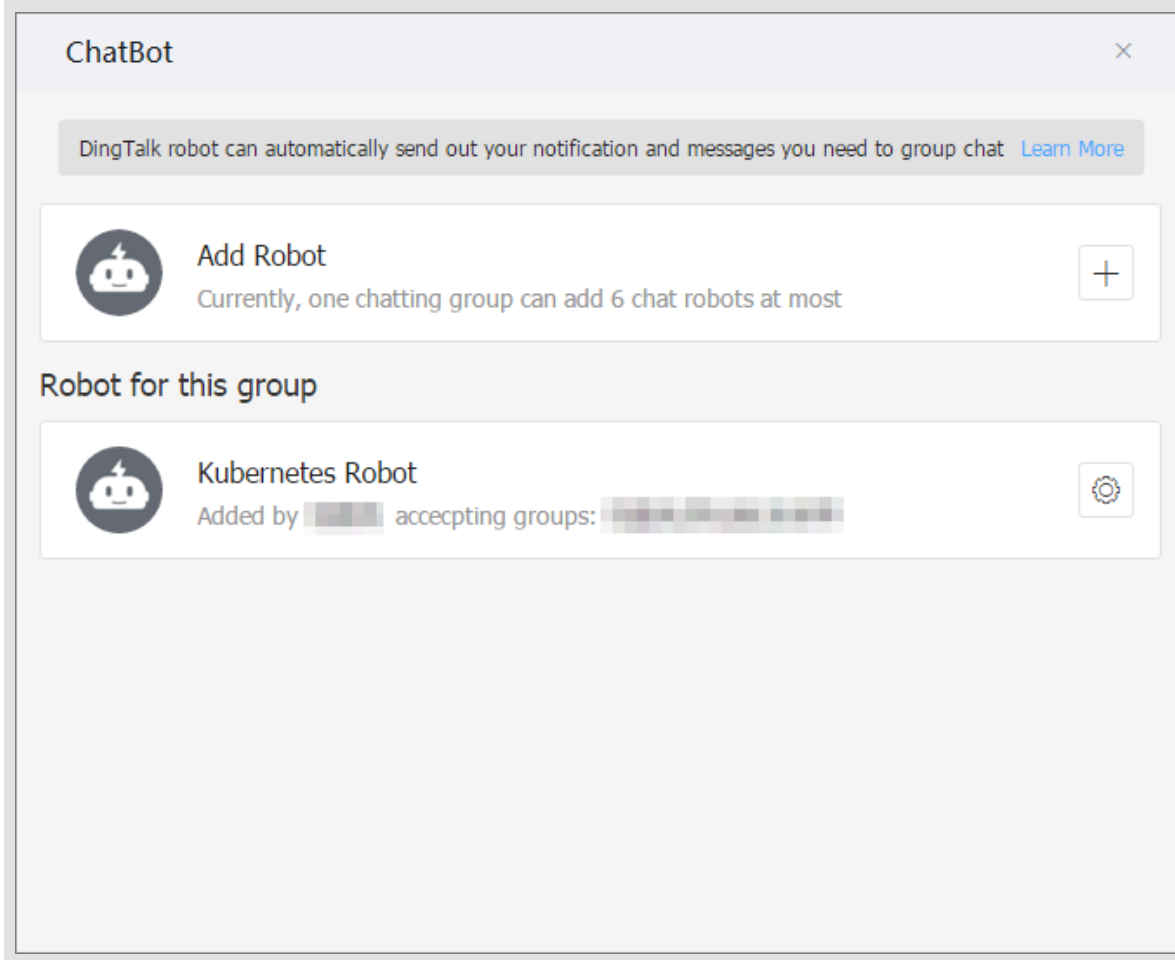 ChatBot
DingTalk robot can automatically send out your notification and messages you need to group chat Learn More
Add Robot
Currently, one chatting group can add 6 chat robots at most
Robot for this group
Kubernetes Robot
Added by accecpting groups: